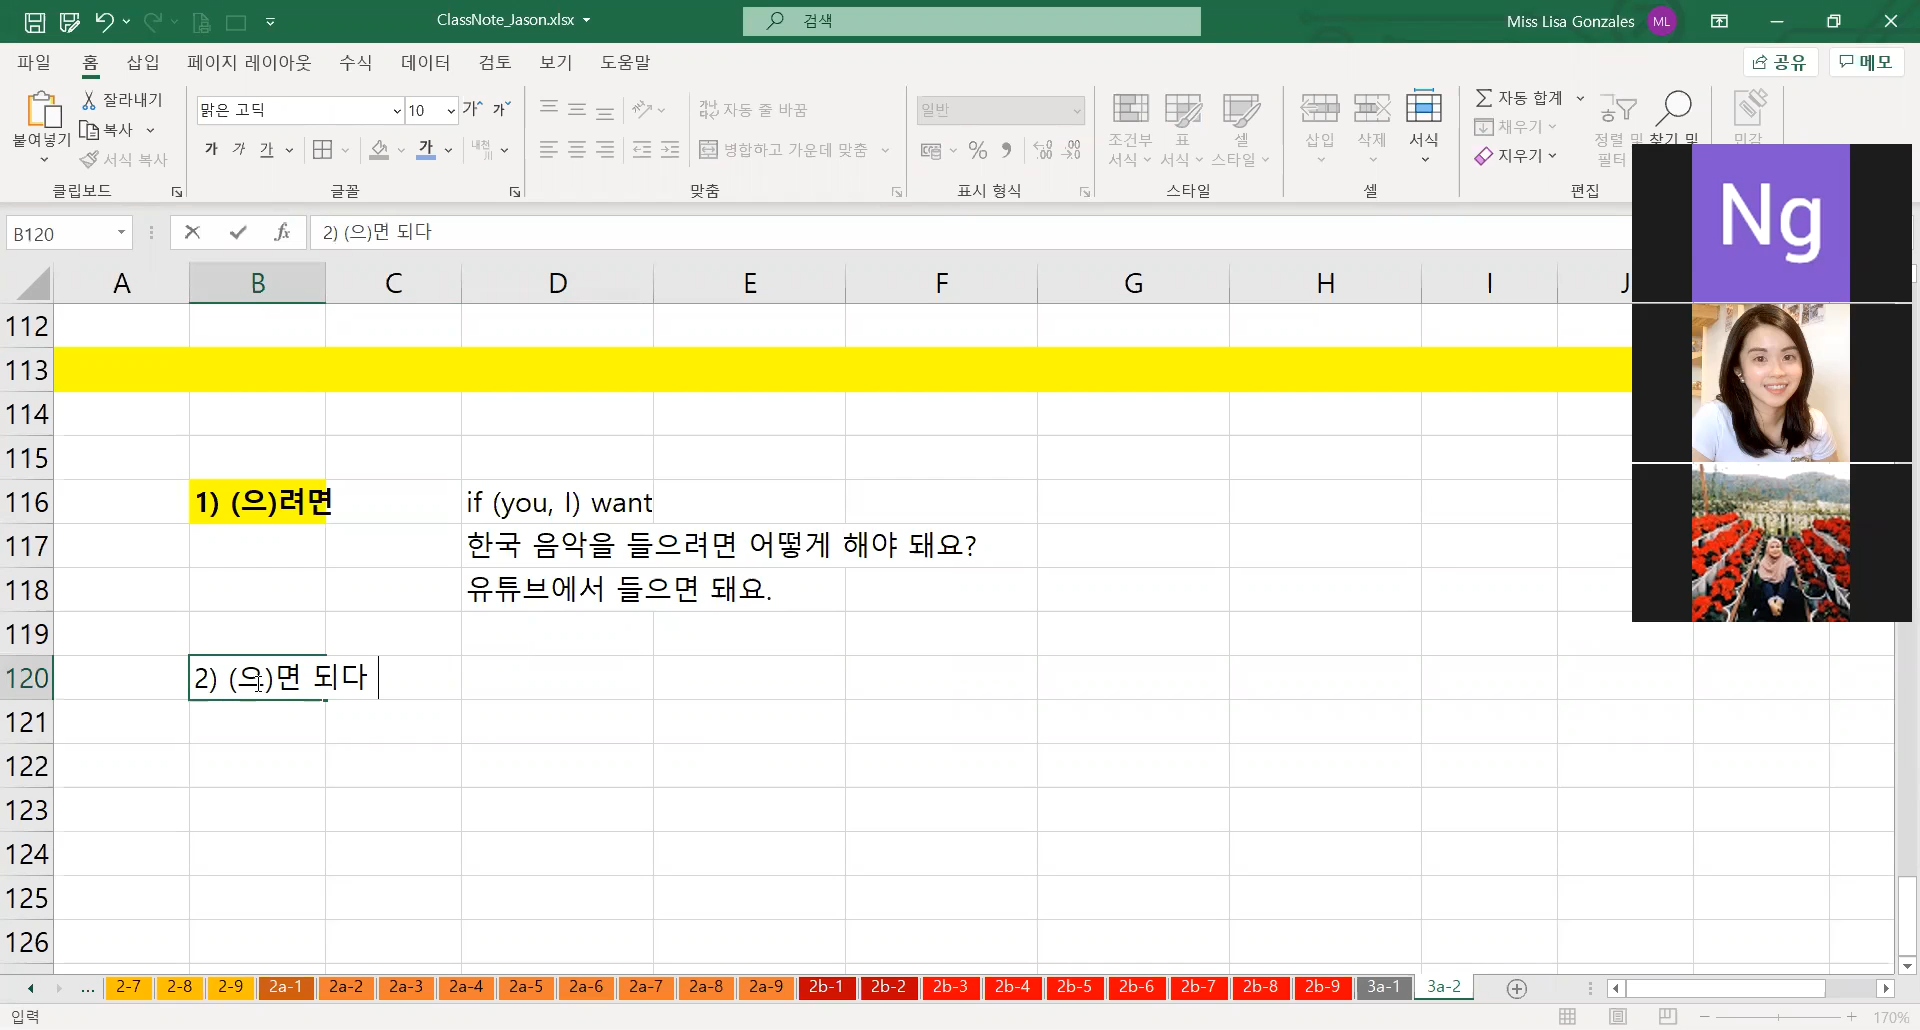 ClassNote_Jason.xlsx
검색
Miss Lisa Gonzales ML
파일 홈 삽입 페이지 레이아웃 수식 데이터 검토 보기 도움말
공유 메모
붙여넣기 잘라내기 복사 서식 복사
클립보드
맑은 고딕 10 가 가
가 가 가 가 내천
글꼴
자동 줄 바꿈
병합하고 가운데 맞춤
맞춤
일반
표시 형식
조건부 서식 표 서식 셀 스타일
스타일
삽입 삭제 서식
셀
자동 합계
채우기
지우기
정렬 및 필터 찾기 및
편집
민감
B120 fx 2) (으)면 되다
A B C D E F G H I J
112
113
114
115
116 1) (으)려면 if (you, I) want
117 한국 음악을 들으려면 어떻게 해야 돼요?
118 유튜브에서 들으면 돼요.
119
120 2) (으)면 되다
121
122
123
124
125
126
Ng
... 2-7 2-8 2-9 2a-1 2a-2 2a-3 2a-4 2a-5 2a-6 2a-7 2a-8 2a-9 2b-1 2b-2 2b-3 2b-4 2b-5 2b-6 2b-7 2b-8 2b-9 3a-1 3a-2
입력 170%